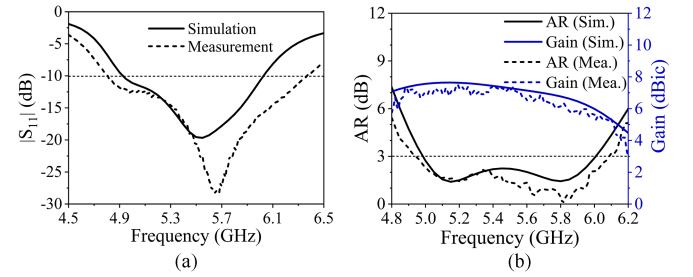 0
-5
-10
-15
-20
-25
-30
|S11| (dB)
Simulation
Measurement
4.5 4.9 5.3 5.7 6.1 6.5
Frequency (GHz)
(a)
12
9
6
3
0
AR (dB)
AR (Sim.)
Gain (Sim.)
AR (Mea.)
Gain (Mea.)
12
10
8
6
4
2
0
Gain (dBic)
4.8 5.0 5.2 5.4 5.6 5.8 6.0 6.2
Frequency (GHz)
(b)